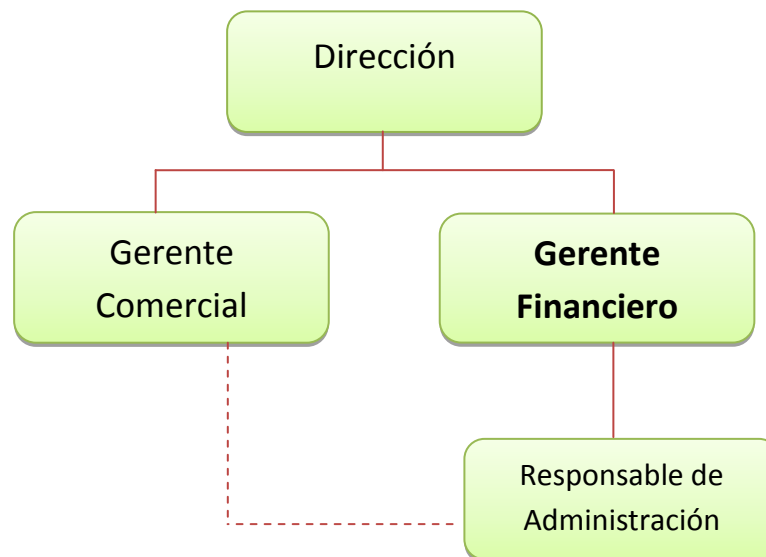 Dirección
Gerente
Comercial
Gerente
Financiero
Responsable de
Administración